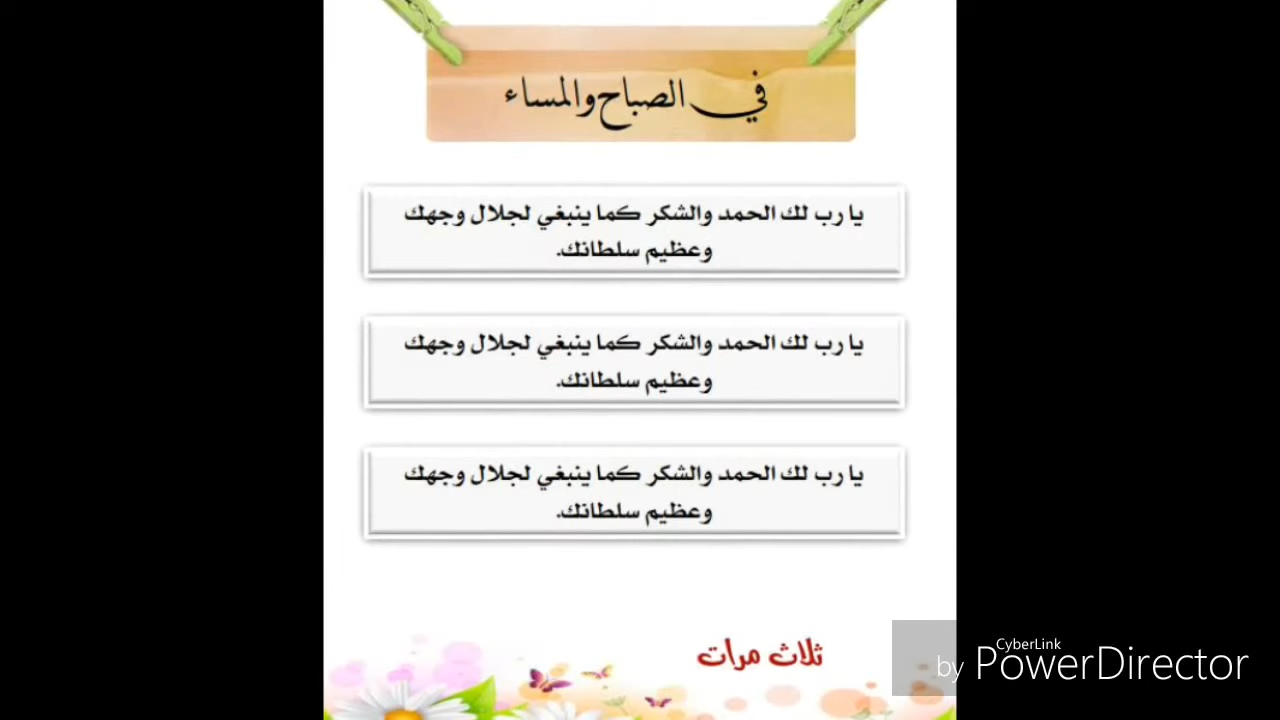 في الصباح والمساء
يا رب لك الحمد والشكر كما ينبغي لجلال وجهك
وعظيم سلطانك.
يا رب لك الحمد والشكر كما ينبغي لجلال وجهك
وعظيم سلطانك.
يا رب لك الحمد والشكر كما ينبغي لجلال وجهك
وعظيم سلطانك.
ثلاث مرات
CyberLink
by PowerDirector